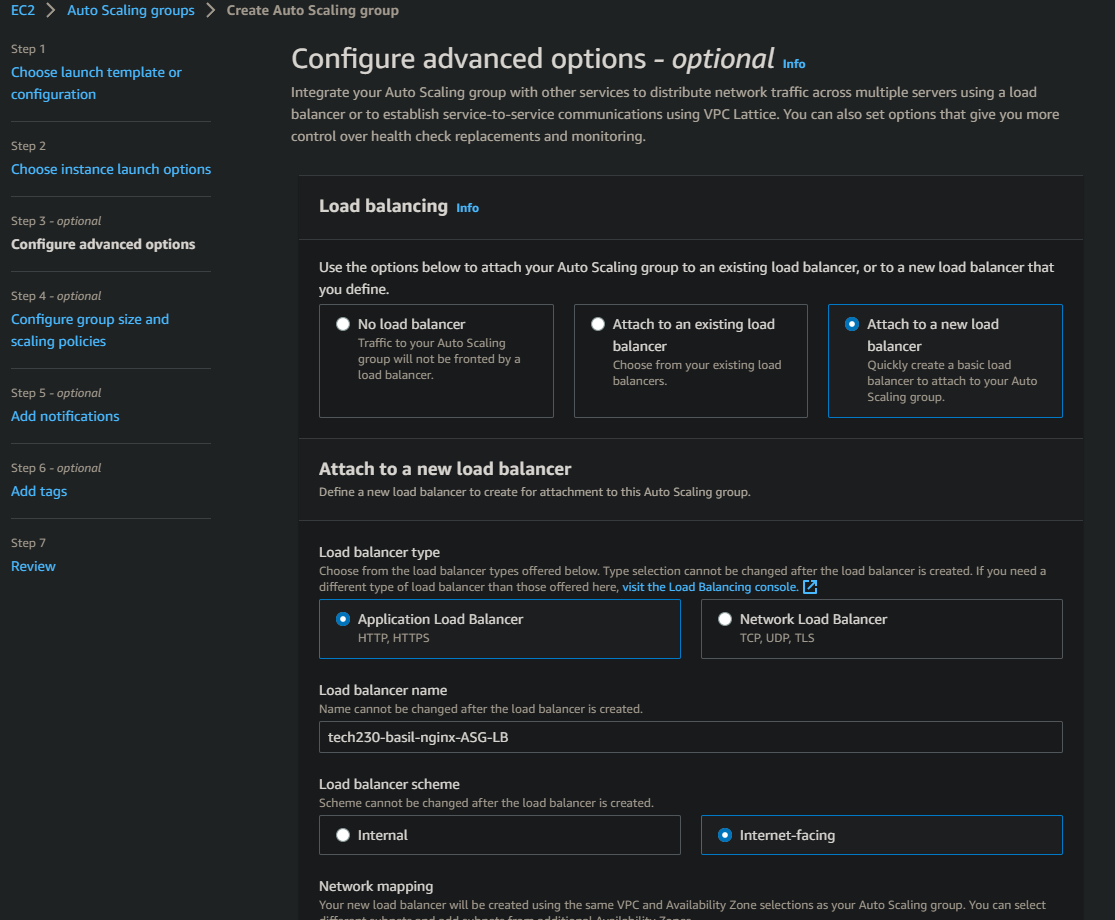 EC2 > Auto Scaling groups > Create Auto Scaling group
Step 1
Choose launch template or
configuration
Step 2
Choose instance launch options
Step 3 - optional
Configure advanced options
Step 4 - optional
Configure group size and
scaling policies
Step 5 - optional
Add notifications
Step 6 - optional
Add tags
Step 7
Review
Configure advanced options - optional Info
Integrate your Auto Scaling group with other services to distribute network traffic across multiple servers using a load
balancer or to establish service-to-service communications using VPC Lattice. You can also set options that give you more
control over health check replacements and monitoring.
Load balancing Info
Use the options below to attach your Auto Scaling group to an existing load balancer, or to a new load balancer that
you define.
No load balancer
Traffic to your Auto Scaling
group will not be fronted by a
load balancer.
Attach to an existing load
balancer
Choose from your existing load
balancers.
Attach to a new load
balancer
Quickly create a basic load
balancer to attach to your Auto
Scaling group.
Attach to a new load balancer
Define a new load balancer to create for attachment to this Auto Scaling group.
Load balancer type
Choose from the load balancer types offered below. Type selection cannot be changed after the load balancer is created. If you need a
different type of load balancer than those offered here, visit the Load Balancing console.
Application Load Balancer
HTTP, HTTPS
Network Load Balancer
TCP, UDP, TLS
Load balancer name
Name cannot be changed after the load balancer is created.
tech230-basil-nginx-ASG-LB
Load balancer scheme
Scheme cannot be changed after the load balancer is created.
Internal
Internet-facing
Network mapping
Your new load balancer will be created using the same VPC and Availability Zone selections as your Auto Scaling group. You can select
different subnets and add subnets from additional Availability Zones.